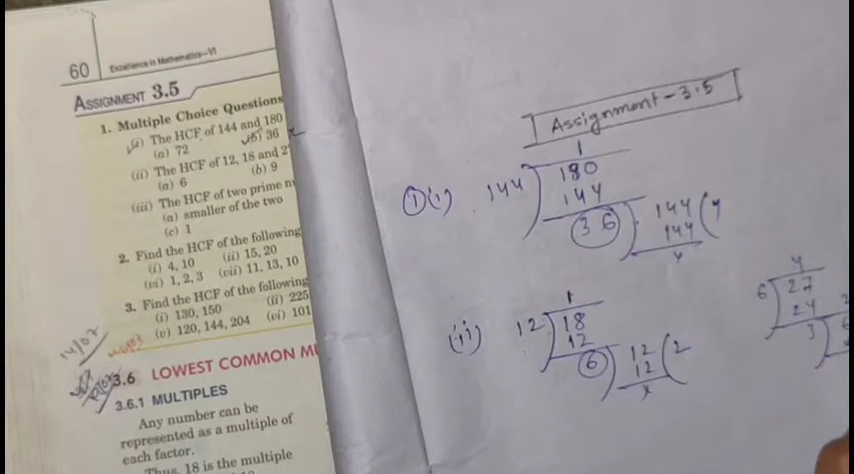 60
Excellence in Mathematics—VI
ASSIGNMENT 3.5
1. Multiple Choice Questions
(i) The HCF of 144 and 180
(a) 72 (b) 36
(ii) The HCF of 12, 18 and 2
(a) 6 (b) 9
(iii) The HCF of two prime n
(a) smaller of the two
(c) 1
2. Find the HCF of the following
(i) 4, 10 (ii) 15, 20
(vi) 1, 2, 3 (vii) 11, 13, 10
3. Find the HCF of the following
(i) 130, 150 (ii) 225
(v) 120, 144, 204 (vi) 101
14/07
3.6 LOWEST COMMON MU
3.6.1 MULTIPLES
Any number can be
represented as a multiple of
each factor.
Thus, 18 is the multiple
Assignment - 3.5
1
① (i) 144 ) 180
144
36 ) 144 ( 4
144
x
1
(ii) 12 ) 18
12
6 ) 12 ( 2
12
x
4
6 ) 27
24
3 ) 6